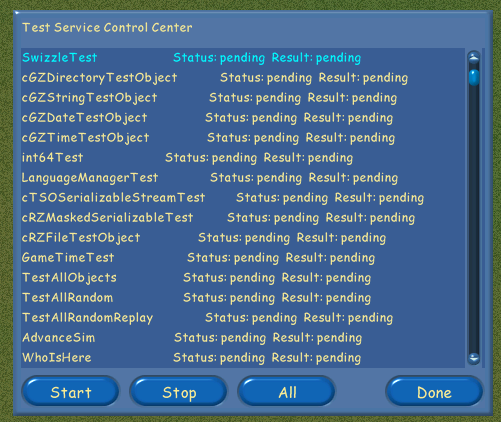 Test Service Control Center
SwizzleTest Status: pending Result: pending
cGZDirectoryTestObject Status: pending Result: pending
cGZStringTestObject Status: pending Result: pending
cGZDateTestObject Status: pending Result: pending
cGZTimeTestObject Status: pending Result: pending
int64Test Status: pending Result: pending
LanguageManagerTest Status: pending Result: pending
cTSOSerializableStreamTest Status: pending Result: pending
cRZMaskedSerializableTest Status: pending Result: pending
cRZFileTestObject Status: pending Result: pending
GameTimeTest Status: pending Result: pending
TestAllObjects Status: pending Result: pending
TestAllRandom Status: pending Result: pending
TestAllRandomReplay Status: pending Result: pending
AdvanceSim Status: pending Result: pending
WhoIsHere Status: pending Result: pending
Start Stop All Done